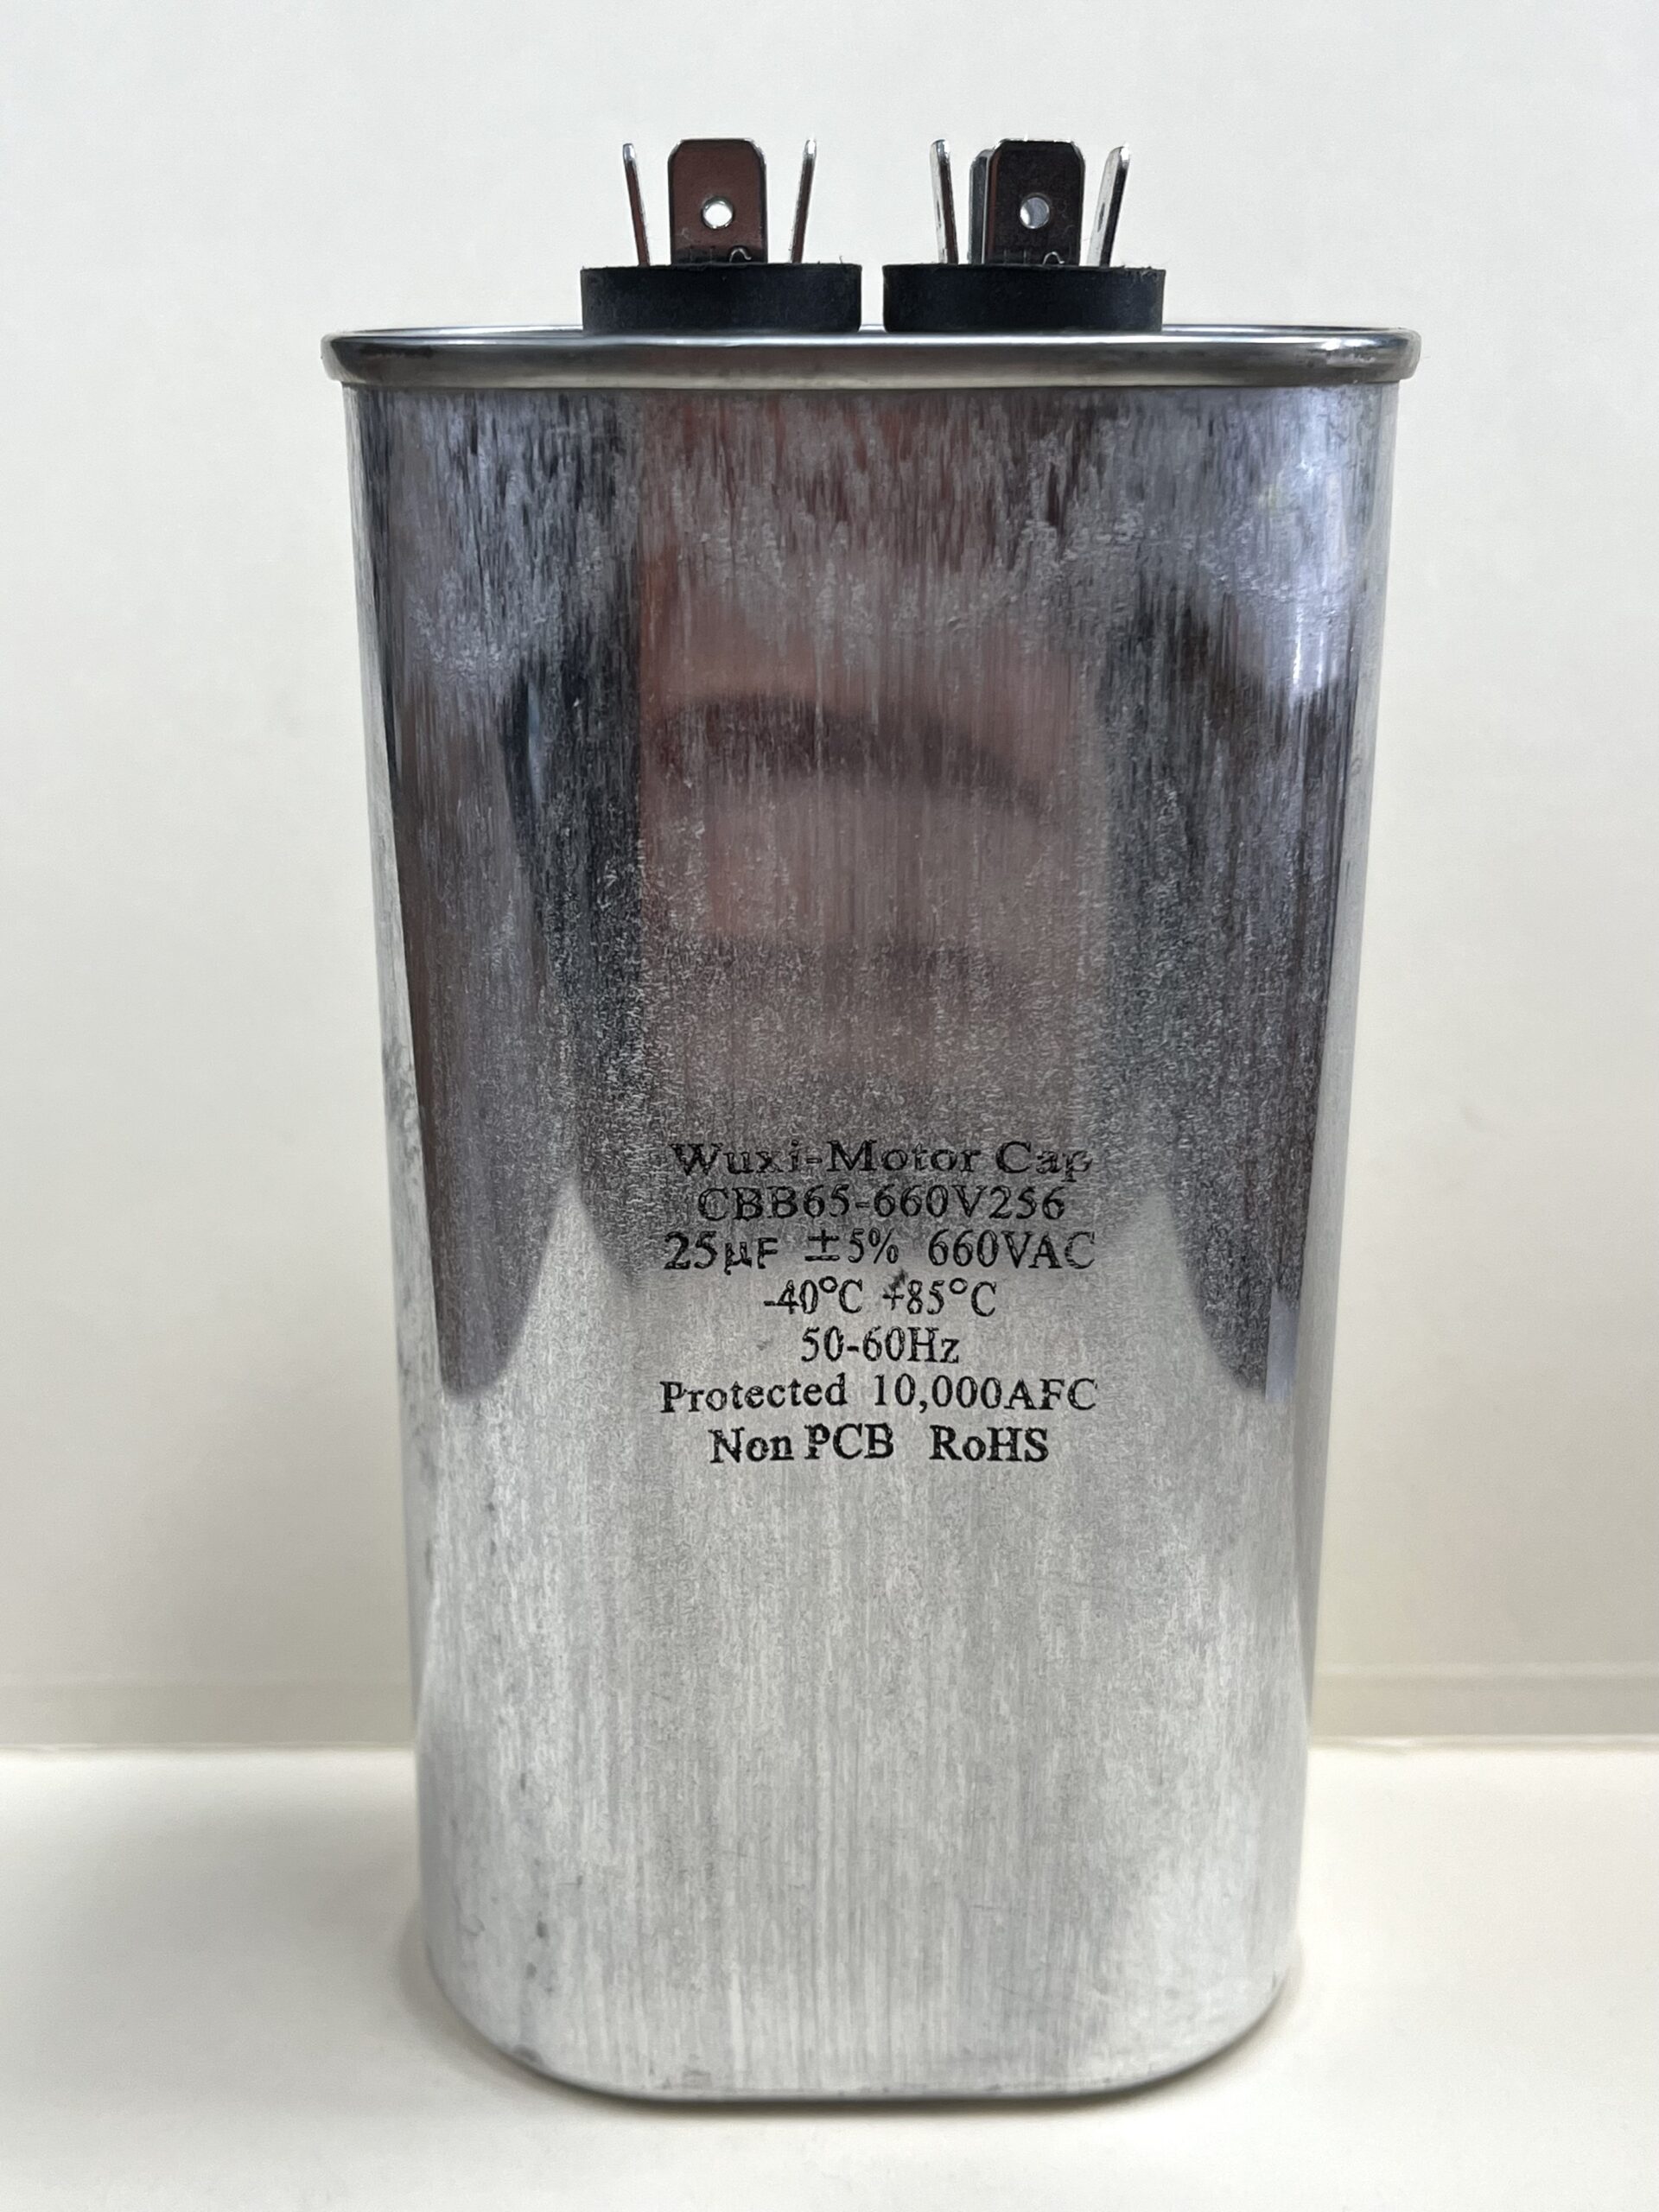 Wuxi-Motor Cap
CBB65-660V256
25µF ±5% 660VAC
-40°C +85°C
50-60Hz
Protected 10,000AFC
Non PCB RoHS